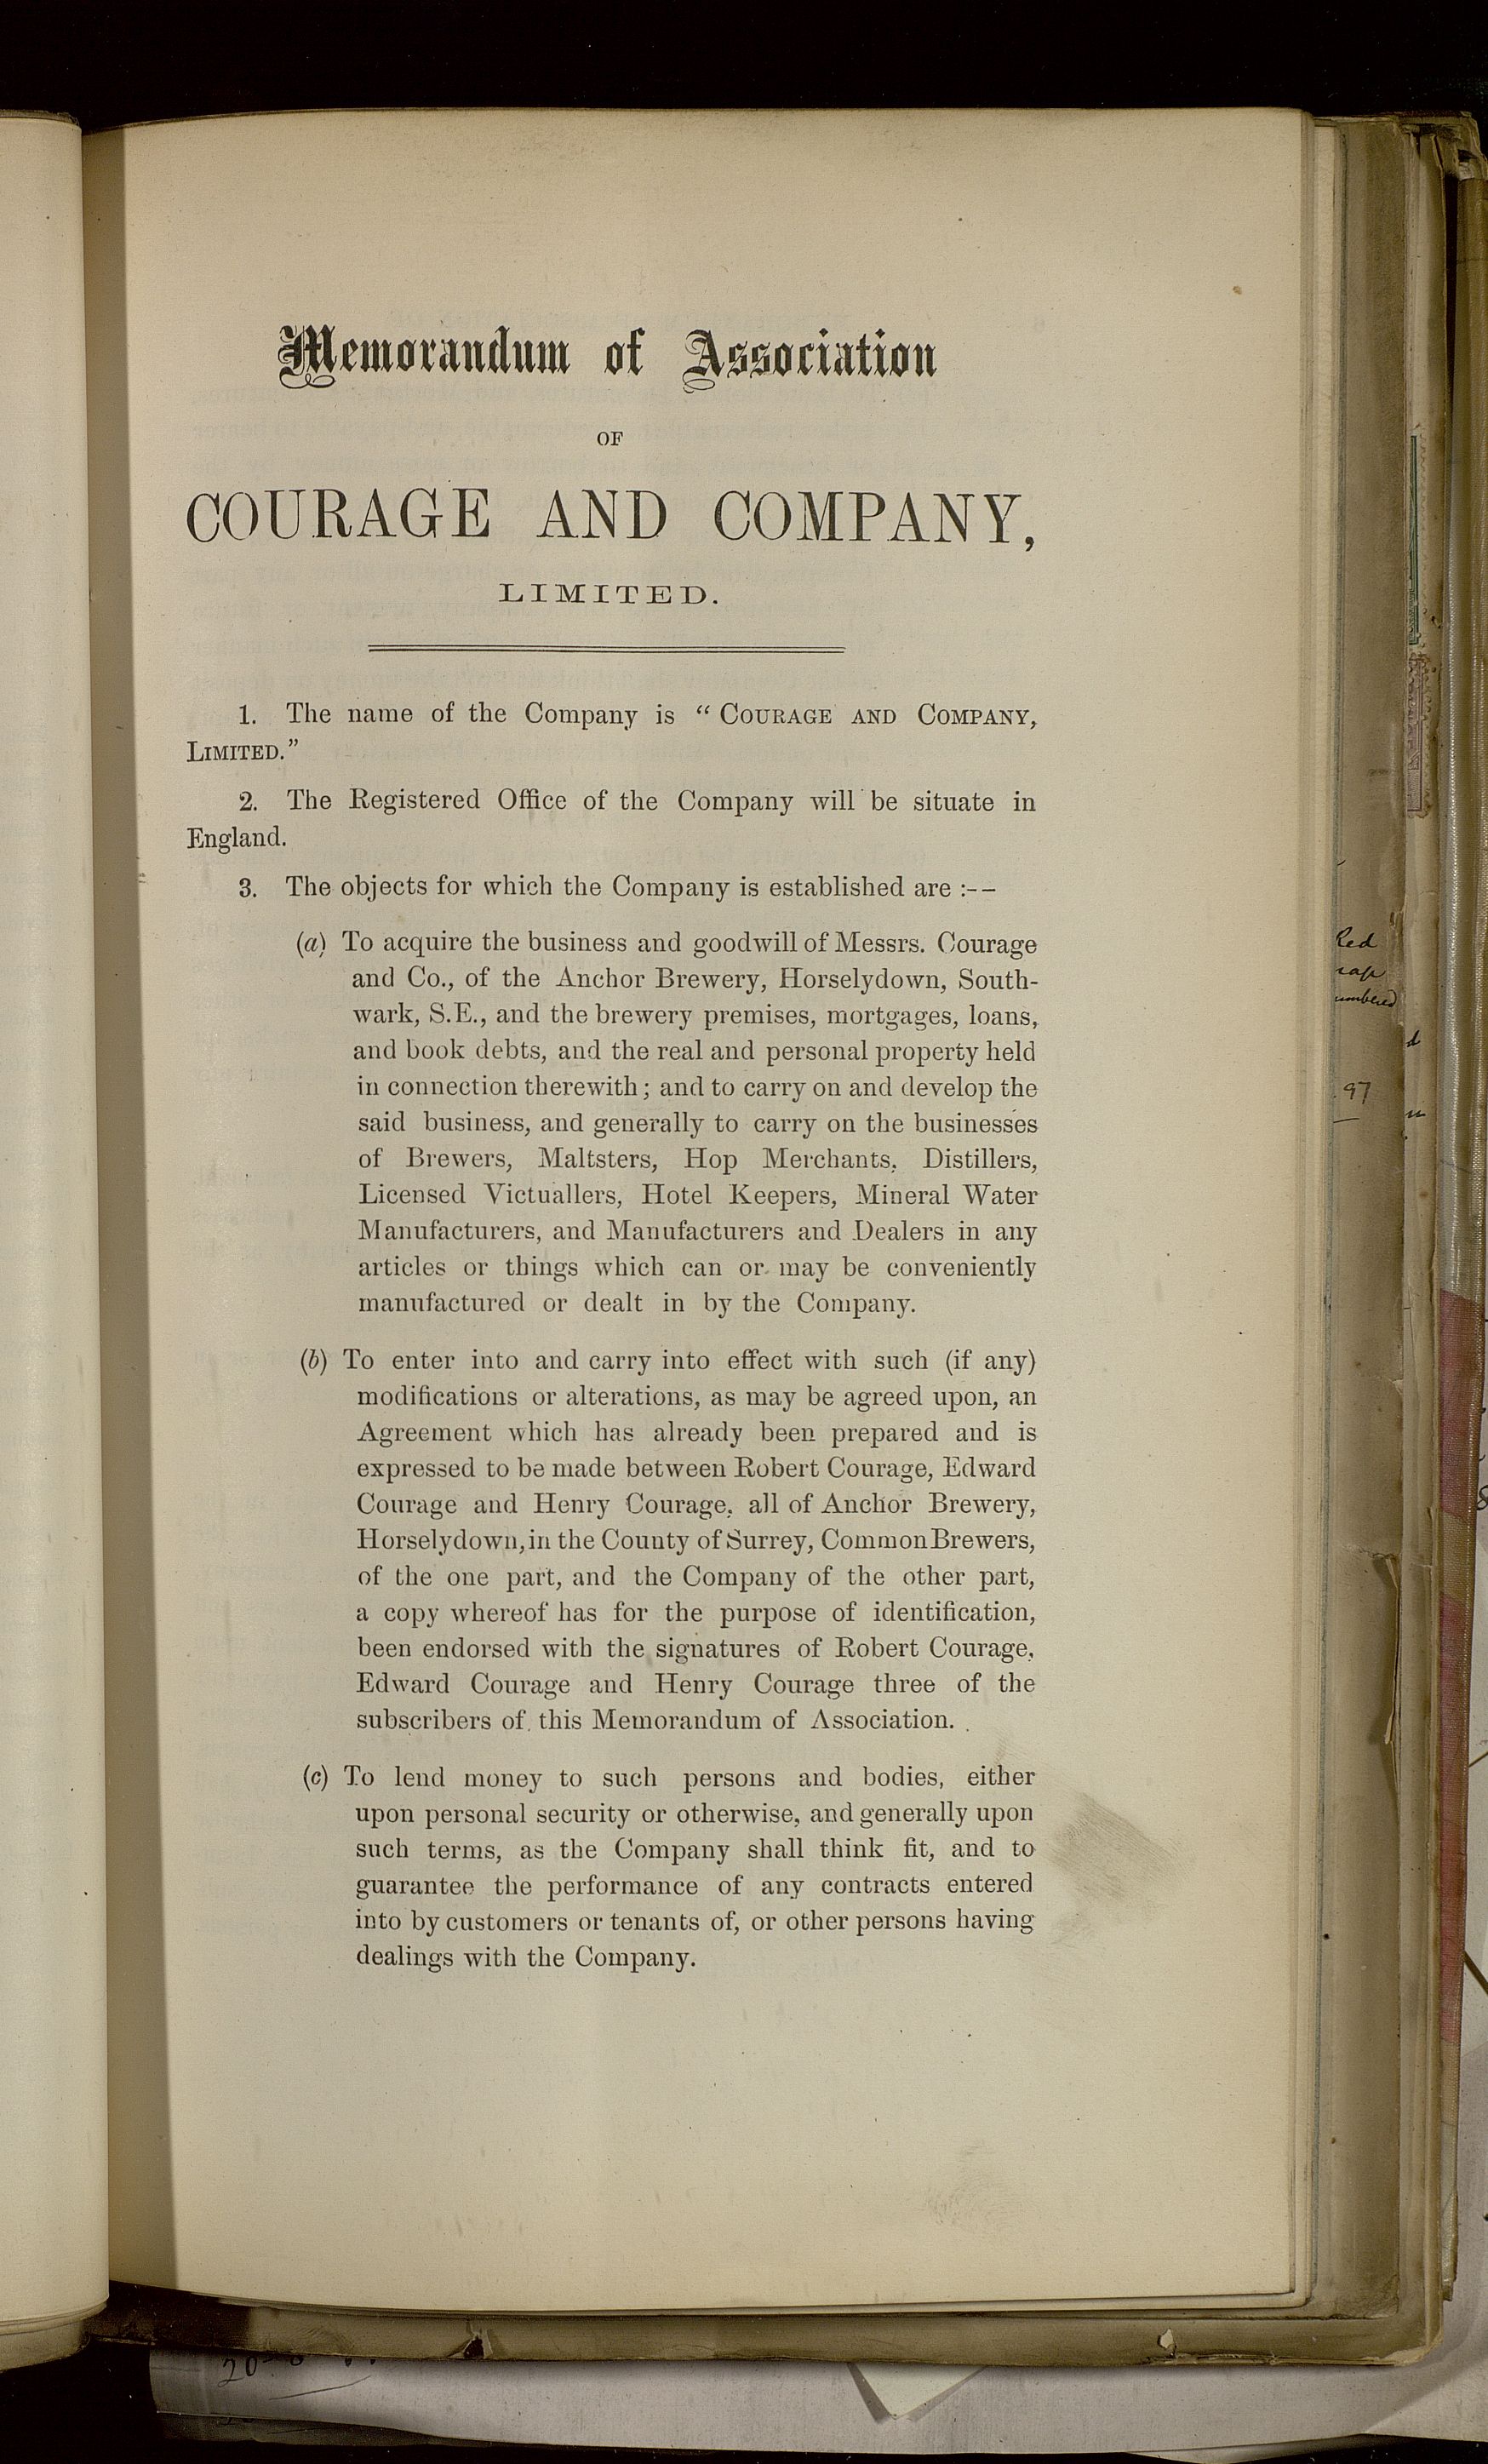 Memorandum of Association
OF
COURAGE AND COMPANY,
LIMITED.
1. The name of the Company is “ COURAGE AND COMPANY,
LIMITED.”
2. The Registered Office of the Company will be situate in
England.
3. The objects for which the Company is established are :--
(a) To acquire the business and goodwill of Messrs. Courage
and Co., of the Anchor Brewery, Horselydown, South-
wark, S.E., and the brewery premises, mortgages, loans,
and book debts, and the real and personal property held
in connection therewith; and to carry on and develop the
said business, and generally to carry on the businesses
of Brewers, Maltsters, Hop Merchants, Distillers,
Licensed Victuallers, Hotel Keepers, Mineral Water
Manufacturers, and Manufacturers and Dealers in any
articles or things which can or may be conveniently
manufactured or dealt in by the Company.
(b) To enter into and carry into effect with such (if any)
modifications or alterations, as may be agreed upon, an
Agreement which has already been prepared and is
expressed to be made between Robert Courage, Edward
Courage and Henry Courage, all of Anchor Brewery,
Horselydown, in the County of Surrey, Common Brewers,
of the one part, and the Company of the other part,
a copy whereof has for the purpose of identification,
been endorsed with the signatures of Robert Courage,
Edward Courage and Henry Courage three of the
subscribers of this Memorandum of Association.
(c) To lend money to such persons and bodies, either
upon personal security or otherwise, and generally upon
such terms, as the Company shall think fit, and to
guarantee the performance of any contracts entered
into by customers or tenants of, or other persons having
dealings with the Company.
97